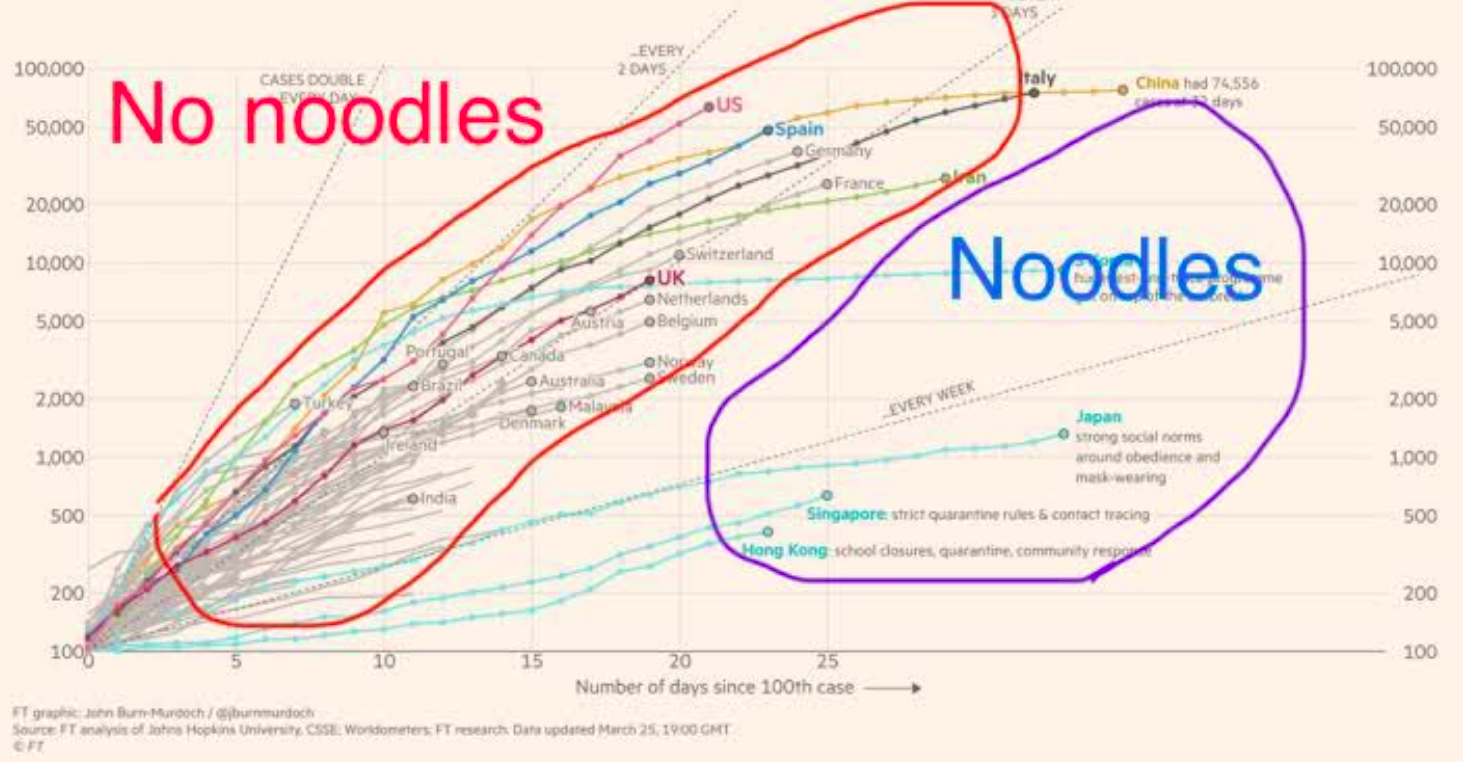 3 DAYS
...EVERY
2 DAYS
CASES DOUBLE
EVERY DAY
No noodles
100,000
50,000
20,000
10,000
5,000
2,000
1,000
500
200
100
100,000
50,000
20,000
10,000
5,000
2,000
1,000
500
200
100
US
Spain
Italy
China had 74,556
cases at 32 days
Germany
France
Iran
Switzerland
UK
Netherlands
Austria
Belgium
Portugal
Canada
Norway
Sweden
Brazil
Australia
Turkey
Malaysia
Denmark
Ireland
India
Noodles
...EVERY WEEK
Japan
strong social norms
around obedience and
mask-wearing
Singapore: strict quarantine rules & contact tracing
Hong Kong: school closures, quarantine, community response
0 5 10 15 20 25
Number of days since 100th case
FT graphic: John Burn-Murdoch / @jburnmurdoch
Source: FT analysis of Johns Hopkins University, CSSE; Worldometers; FT research. Data updated March 25, 19:00 GMT
© FT